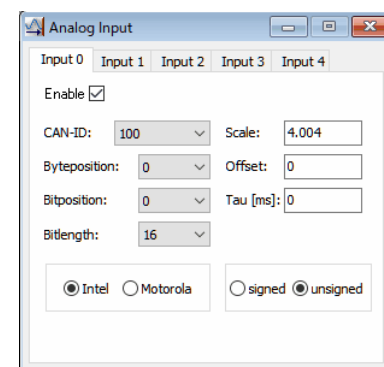 Analog Input
Input 0 Input 1 Input 2 Input 3 Input 4
Enable
CAN-ID: 100 Scale: 4.004
Byteposition: 0 Offset: 0
Bitposition: 0 Tau [ms]: 0
Bitlength: 16
Intel Motorola signed unsigned